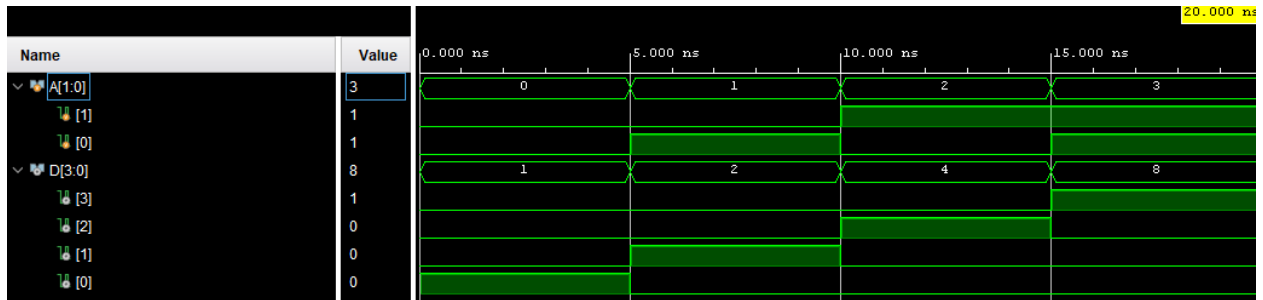 20.000 ns
Name Value 0.000 ns 5.000 ns 10.000 ns 15.000 ns
A[1:0] 3 0 1 2 3
[1] 1
[0] 1
D[3:0] 8 1 2 4 8
[3] 1
[2] 0
[1] 0
[0] 0